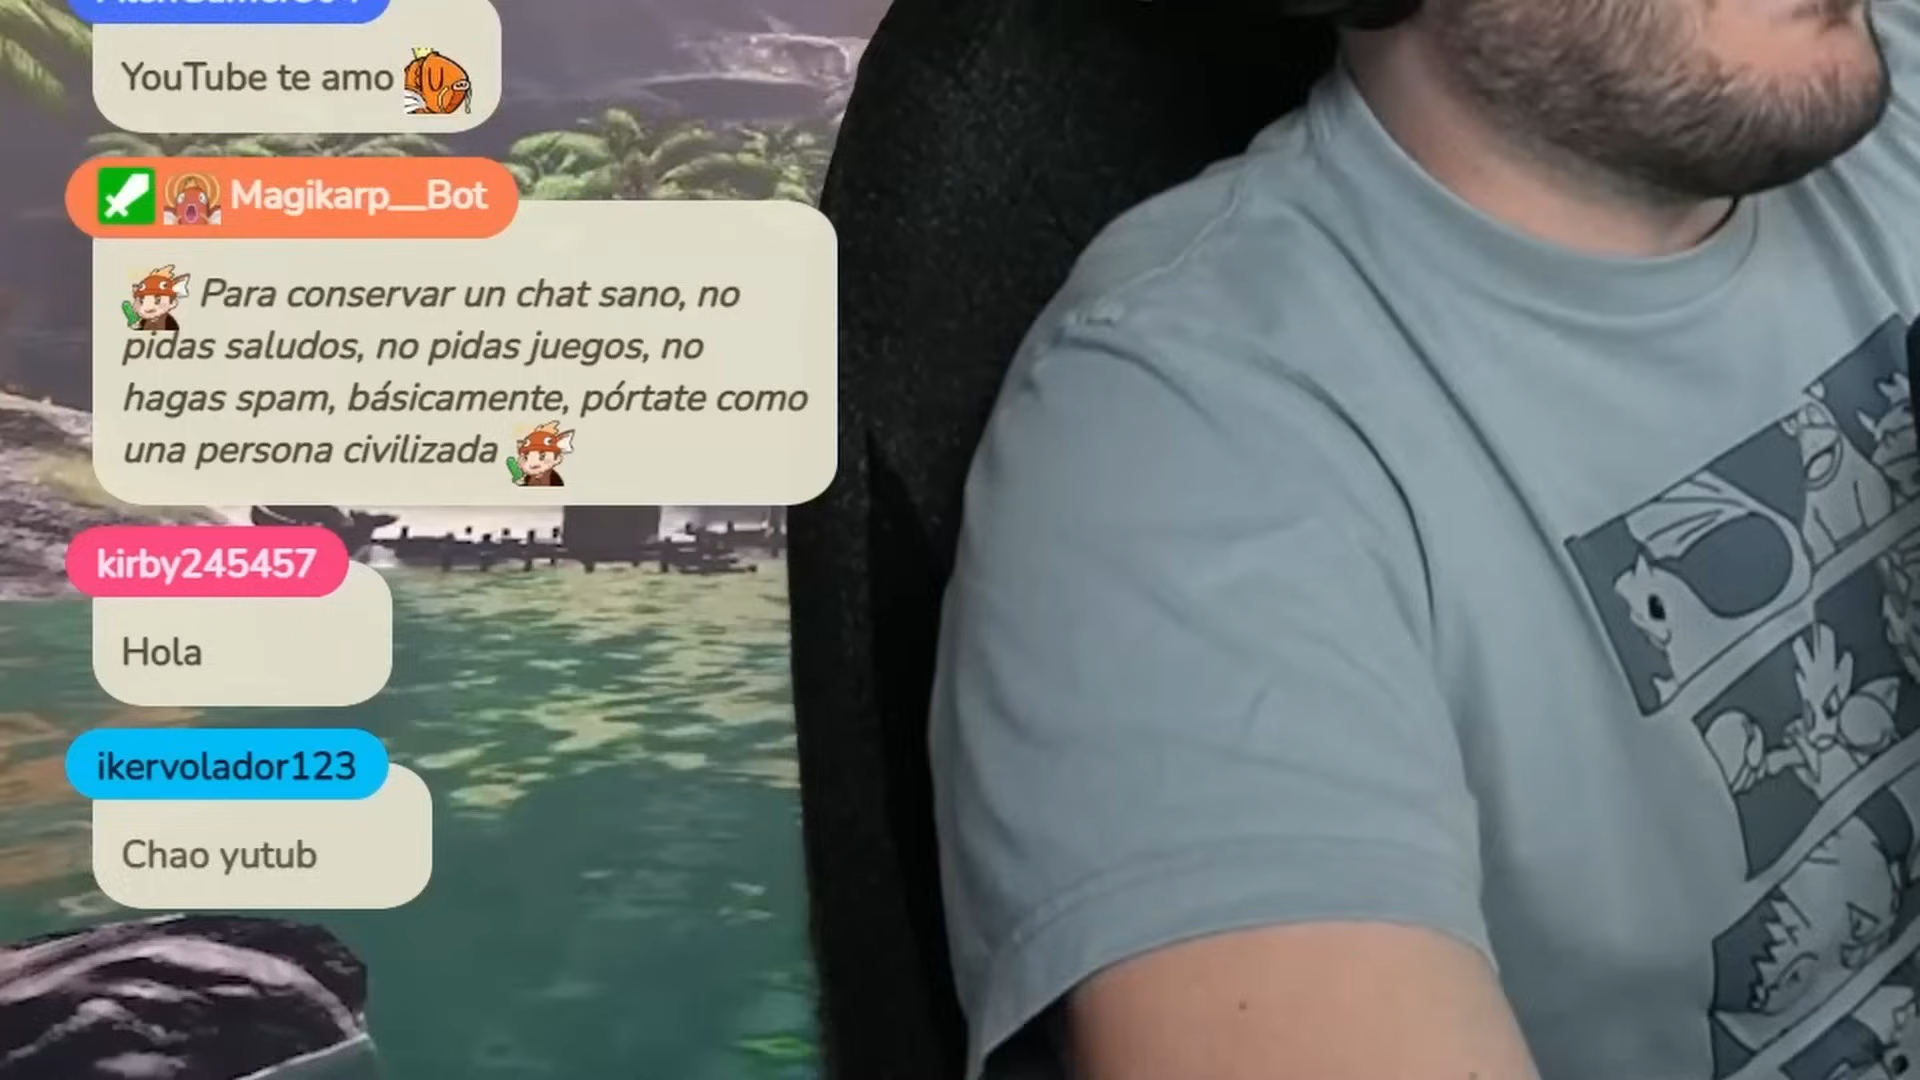 YouTube te amo
Magikarp__Bot
Para conservar un chat sano, no
pidas saludos, no pidas juegos, no
hagas spam, básicamente, pórtate como
una persona civilizada
kirby245457
Hola
ikervolador123
Chao yutub